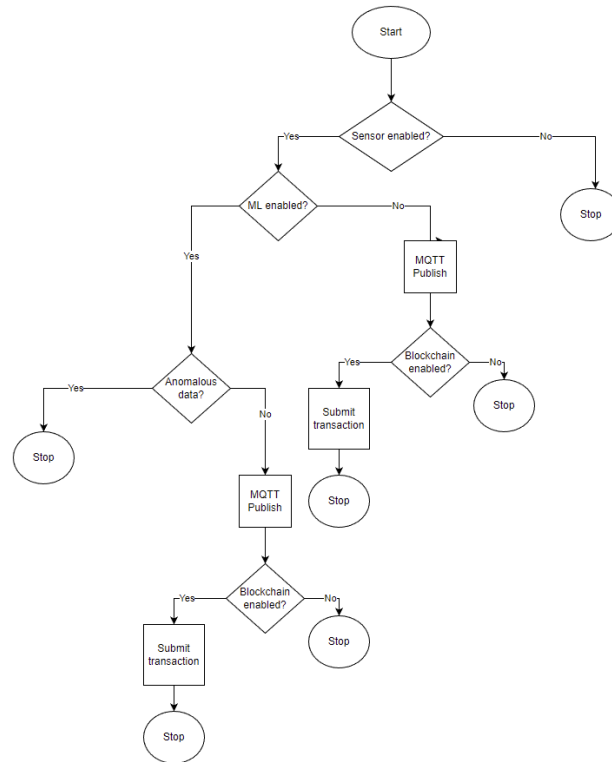 Start
Sensor enabled?
Yes
No
ML enabled?
Stop
No
Yes
MQTT
Publish
Blockchain
enabled?
Yes
No
Anomalous
data?
Yes
No
Submit
transaction
Stop
Stop
MQTT
Publish
Stop
Blockchain
enabled?
Yes
No
Submit
transaction
Stop
Stop